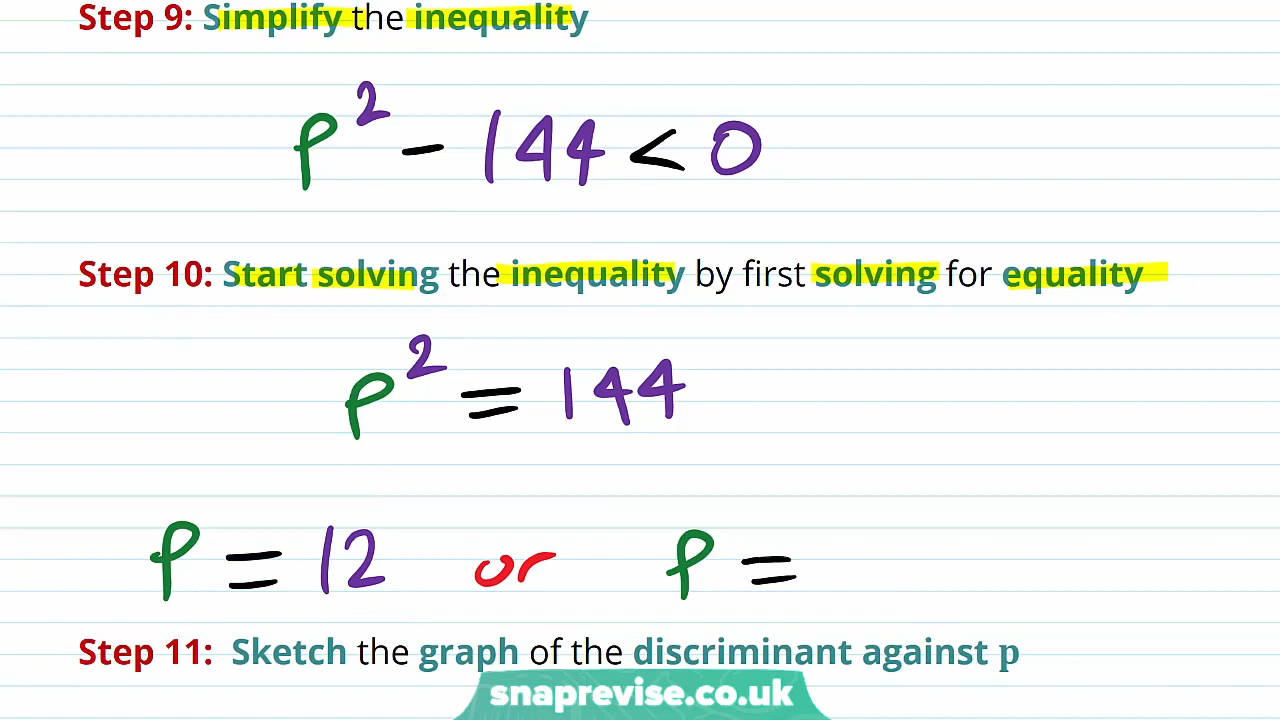 Step 9: Simplify the inequality
p² - 144 < 0
Step 10: Start solving the inequality by first solving for equality
p² = 144
p = 12 or p =
Step 11: Sketch the graph of the discriminant against p
snaprevise.co.uk